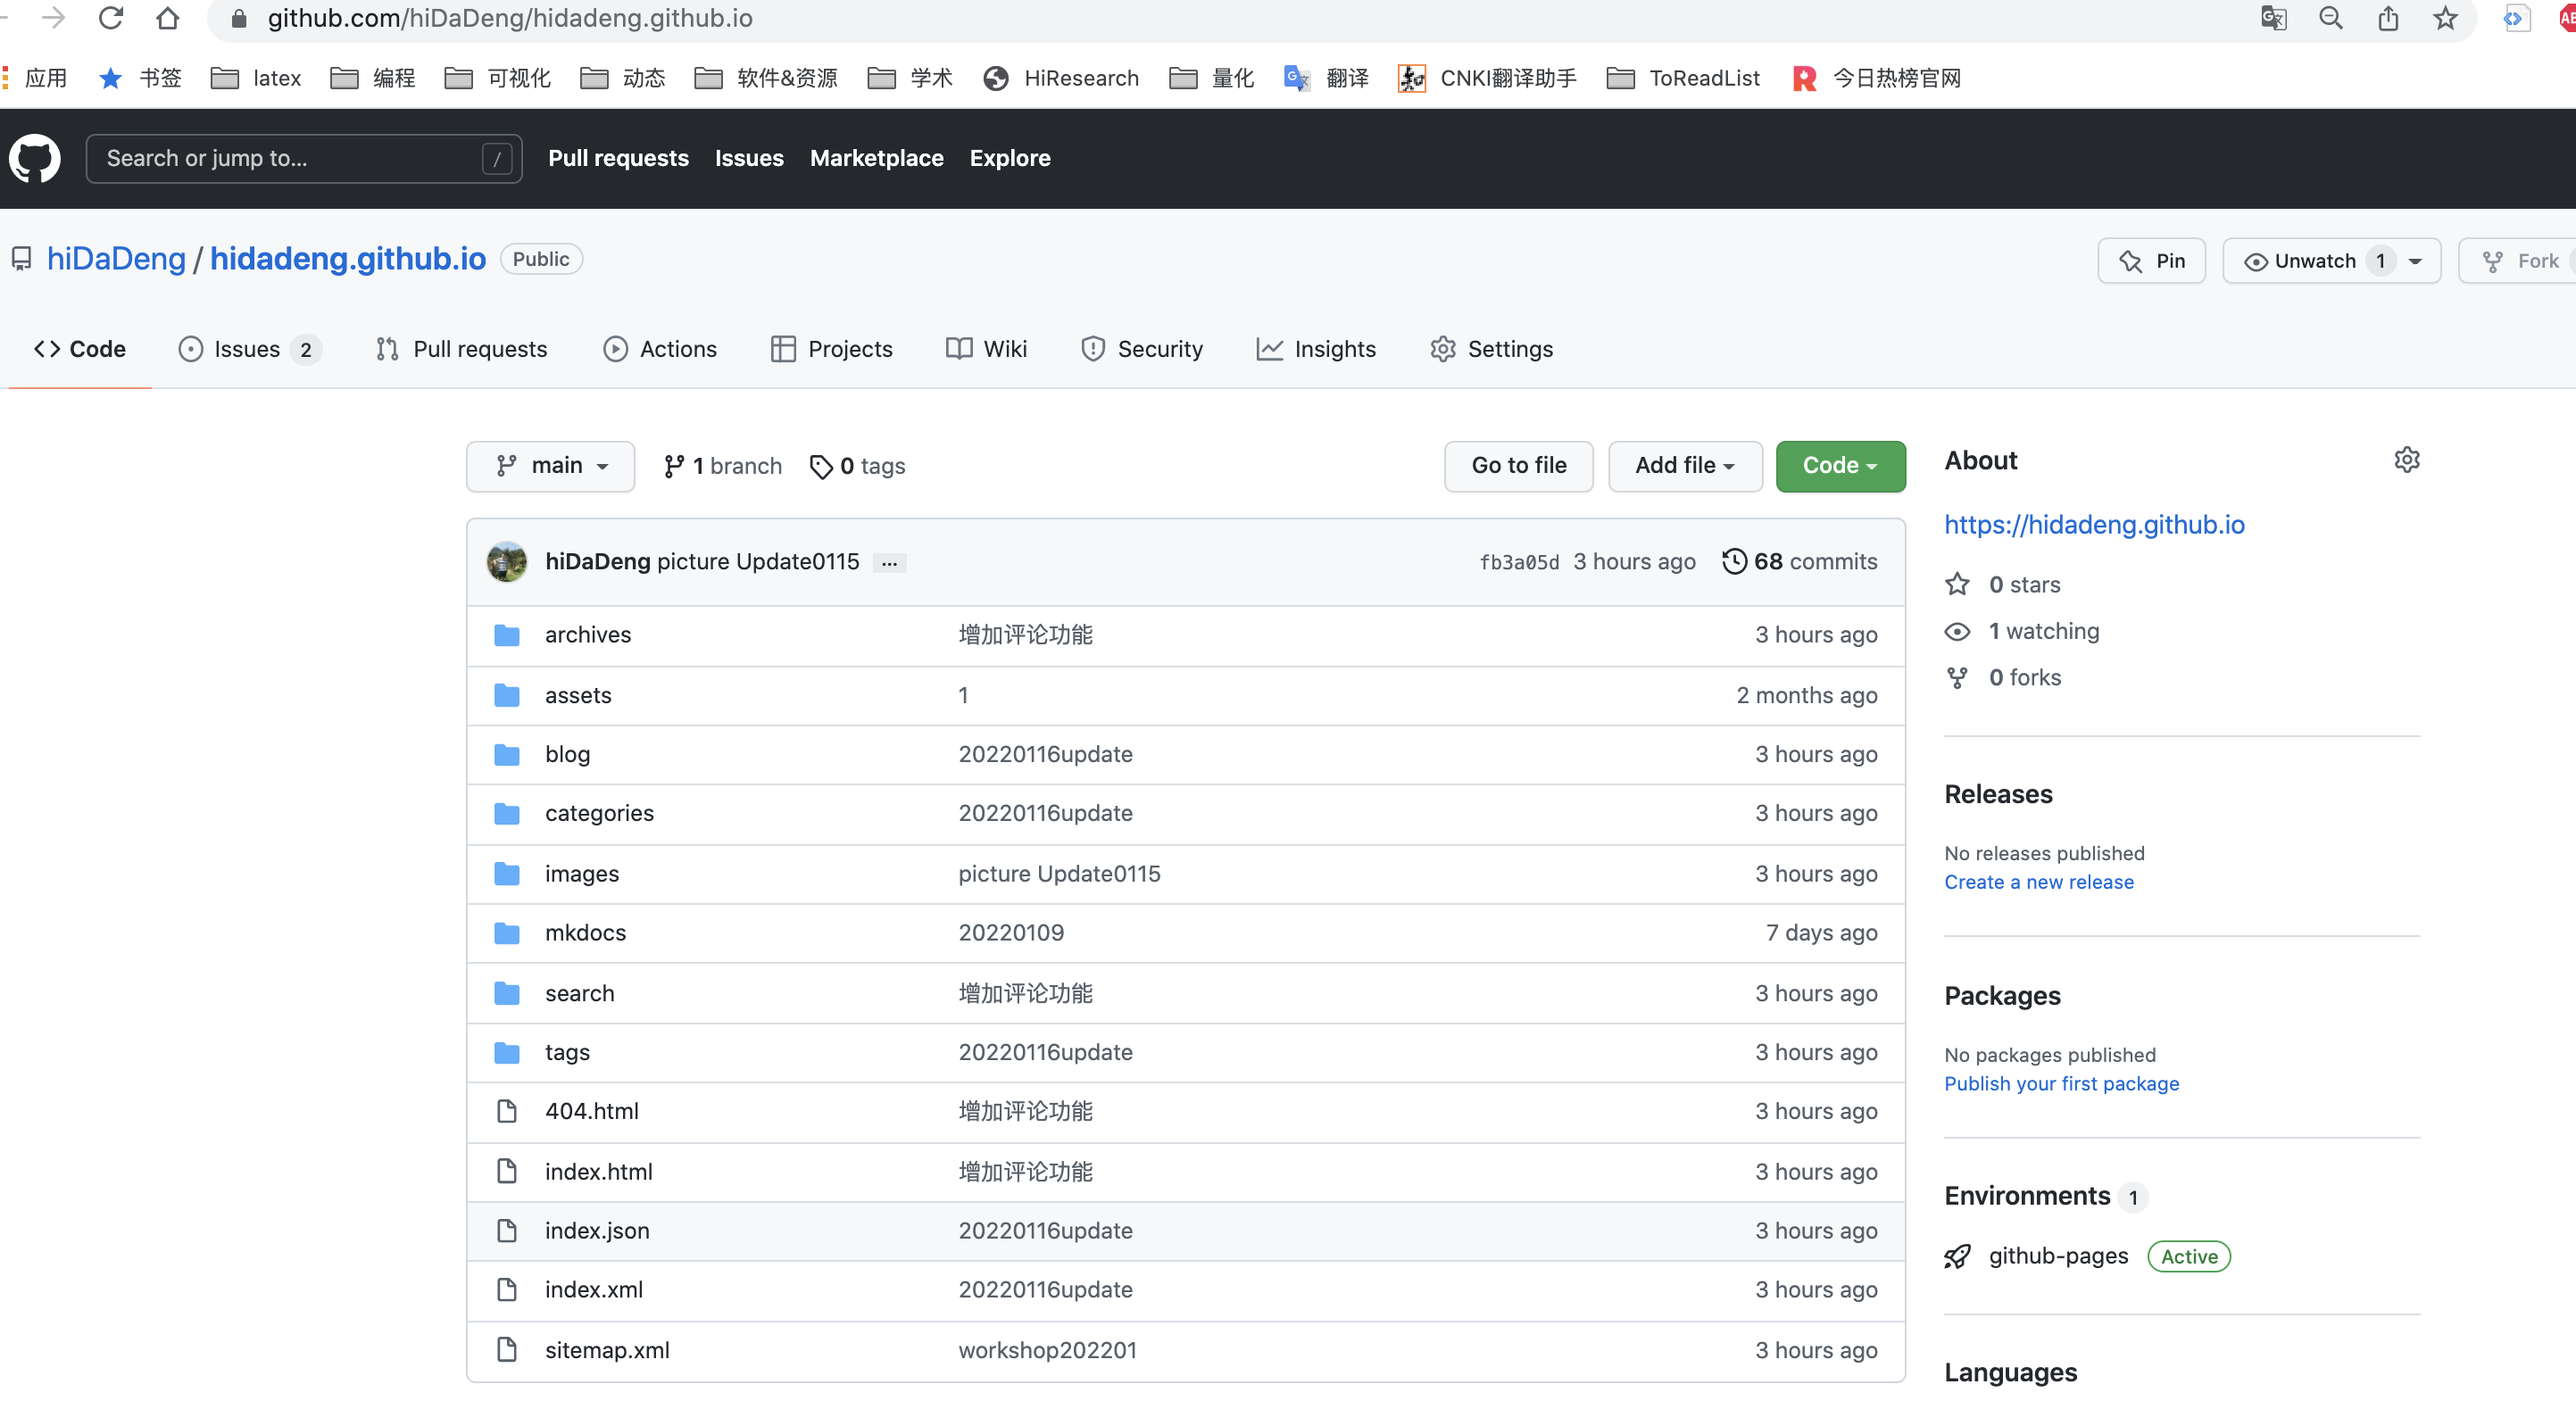 github.com/hiDaDeng/hidadeng.github.io
应用 书签 latex 编程 可视化 动态 软件&资源 学术 HiResearch 量化 翻译 CNKI翻译助手 ToReadList 今日热榜官网
Search or jump to... / Pull requests Issues Marketplace Explore
hiDaDeng / hidadeng.github.io Public Pin Unwatch 1 Fork
Code Issues 2 Pull requests Actions Projects Wiki Security Insights Settings
main 1 branch 0 tags Go to file Add file Code
hiDaDeng picture Update0115 ... fb3a05d 3 hours ago 68 commits
archives 增加评论功能 3 hours ago
assets 1 2 months ago
blog 20220116update 3 hours ago
categories 20220116update 3 hours ago
images picture Update0115 3 hours ago
mkdocs 20220109 7 days ago
search 增加评论功能 3 hours ago
tags 20220116update 3 hours ago
404.html 增加评论功能 3 hours ago
index.html 增加评论功能 3 hours ago
index.json 20220116update 3 hours ago
index.xml 20220116update 3 hours ago
sitemap.xml workshop202201 3 hours ago
About
https://hidadeng.github.io
0 stars
1 watching
0 forks
Releases
No releases published
Create a new release
Packages
No packages published
Publish your first package
Environments 1
github-pages Active
Languages